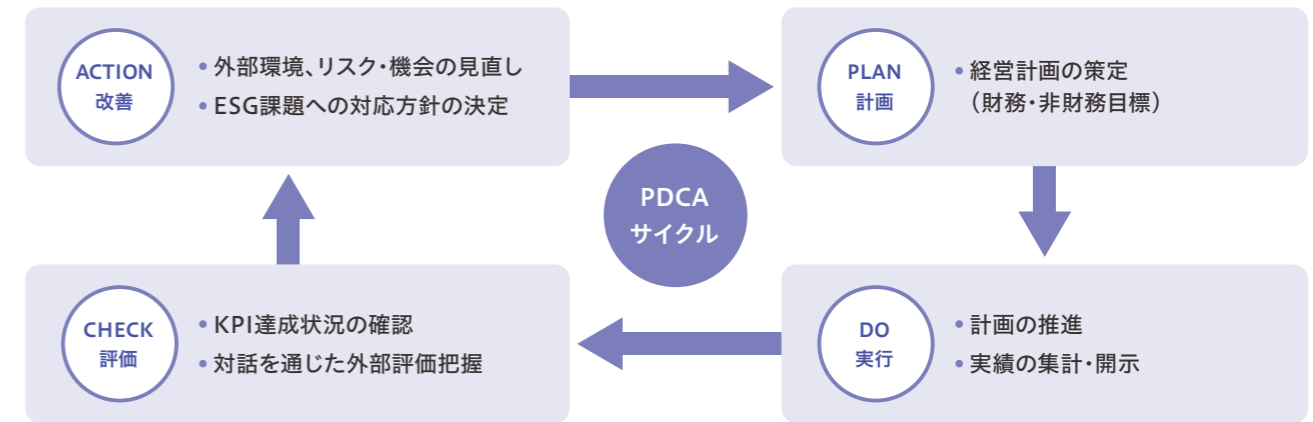 ACTION
改善
• 外部環境、リスク・機会の見直し
• ESG課題への対応方針の決定
PLAN
計画
• 経営計画の策定
（財務・非財務目標）
PDCA
サイクル
CHECK
評価
• KPI達成状況の確認
• 対話を通じた外部評価把握
DO
実行
• 計画の推進
• 実績の集計・開示